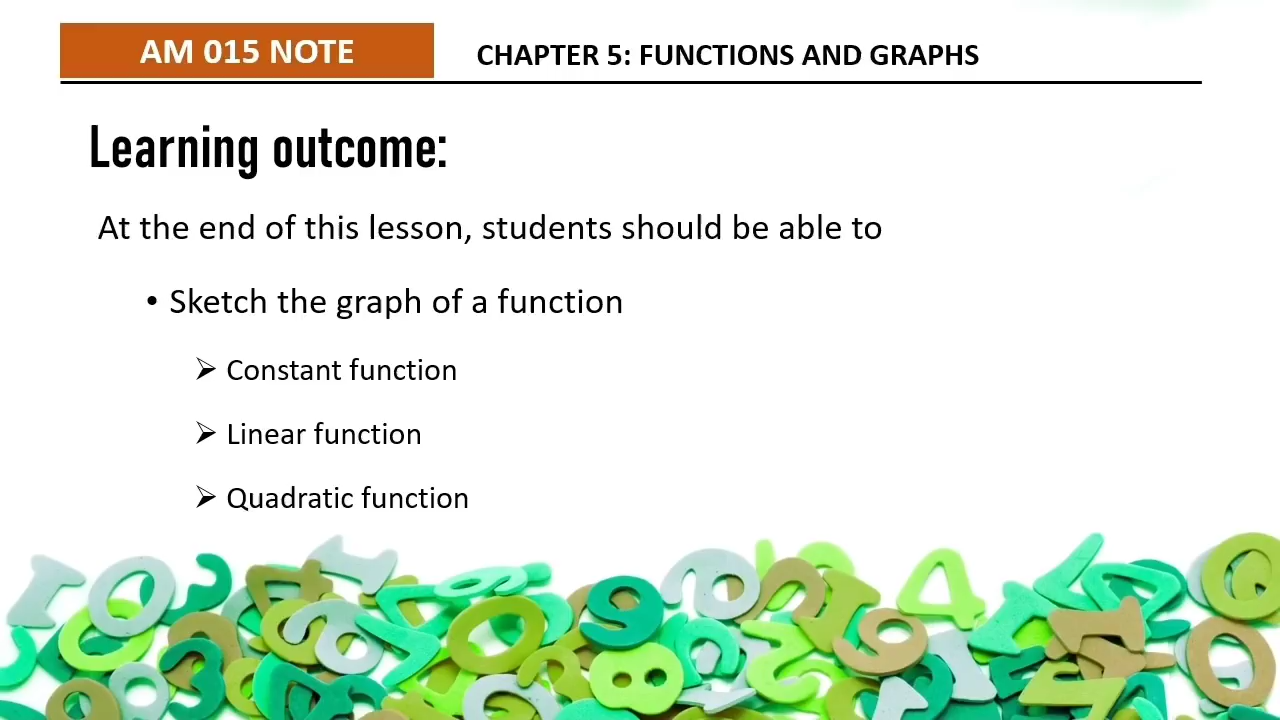 AM 015 NOTE
CHAPTER 5: FUNCTIONS AND GRAPHS
Learning outcome:
At the end of this lesson, students should be able to
• Sketch the graph of a function
➢ Constant function
➢ Linear function
➢ Quadratic function